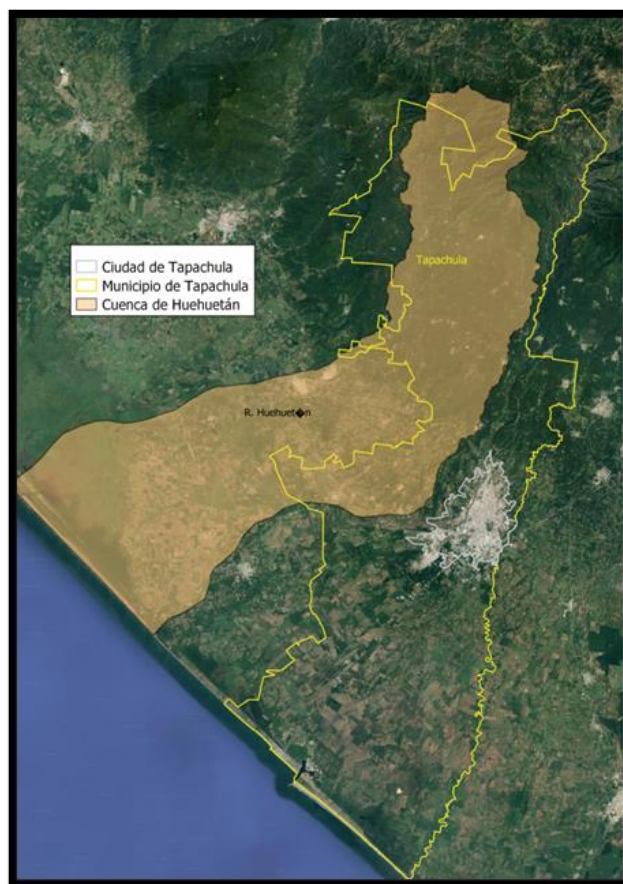 Tapachula
Ciudad de Tapachula
Municipio de Tapachula
Cuenca de Huehuetán
R. Huehuet�n